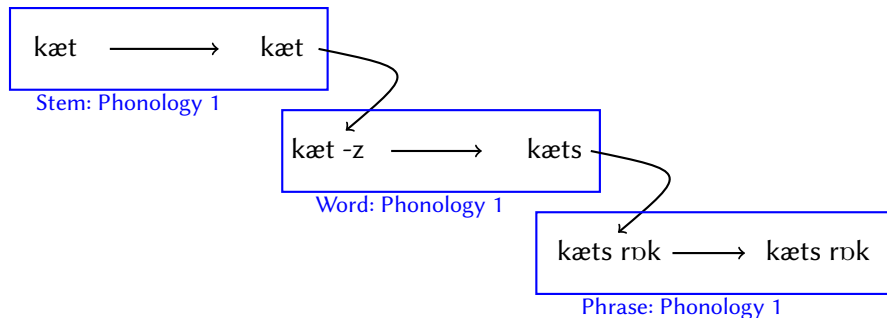 kæt kæt
Stem: Phonology 1
kæt -z kæts
Word: Phonology 1
kæts rɒk kæts rɒk
Phrase: Phonology 1